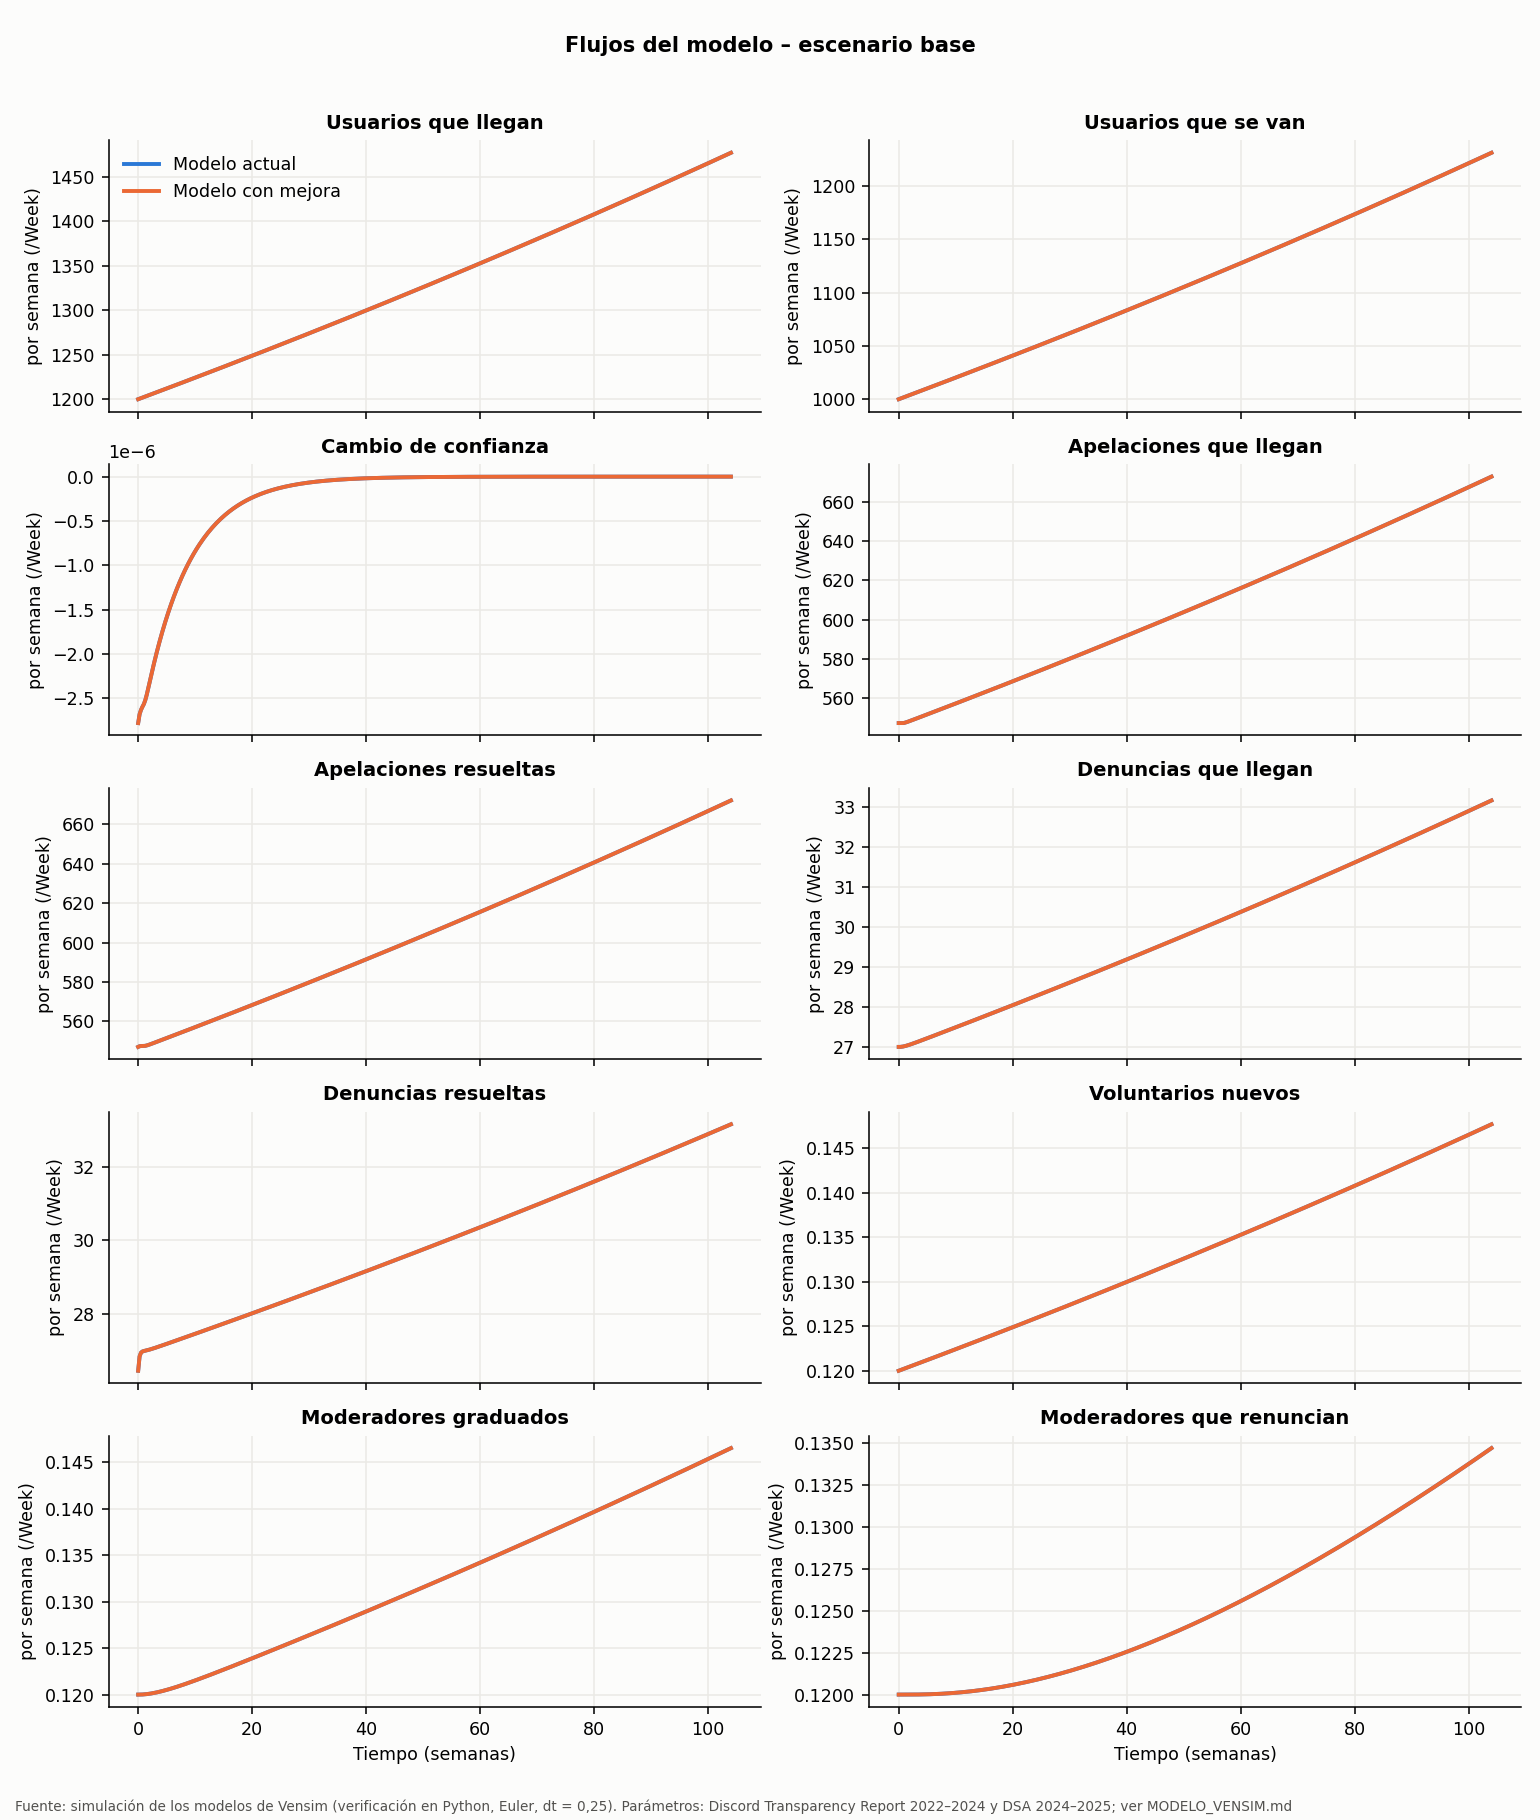 Flujos del modelo – escenario base
Usuarios que llegan
Modelo actual
Modelo con mejora
por semana (/Week)
1450
1400
1350
1300
1250
1200
Usuarios que se van
por semana (/Week)
1200
1150
1100
1050
1000
Cambio de confianza
1e−6
por semana (/Week)
0.0
−0.5
−1.0
−1.5
−2.0
−2.5
Apelaciones que llegan
por semana (/Week)
660
640
620
600
580
560
Apelaciones resueltas
por semana (/Week)
660
640
620
600
580
560
Denuncias que llegan
por semana (/Week)
33
32
31
30
29
28
27
Denuncias resueltas
por semana (/Week)
32
30
28
Voluntarios nuevos
por semana (/Week)
0.145
0.140
0.135
0.130
0.125
0.120
Moderadores graduados
por semana (/Week)
0.145
0.140
0.135
0.130
0.125
0.120
0 20 40 60 80 100
Tiempo (semanas)
Moderadores que renuncian
por semana (/Week)
0.1350
0.1325
0.1300
0.1275
0.1250
0.1225
0.1200
0 20 40 60 80 100
Tiempo (semanas)
Fuente: simulación de los modelos de Vensim (verificación en Python, Euler, dt = 0,25). Parámetros: Discord Transparency Report 2022–2024 y DSA 2024–2025; ver MODELO_VENSIM.md